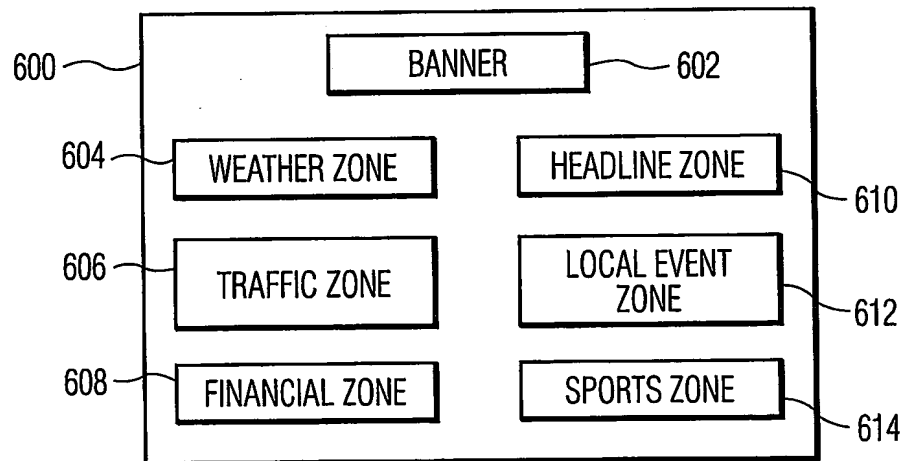 600
BANNER
602
604
WEATHER ZONE
HEADLINE ZONE
610
606
TRAFFIC ZONE
LOCAL EVENT
ZONE
612
608
FINANCIAL ZONE
SPORTS ZONE
614